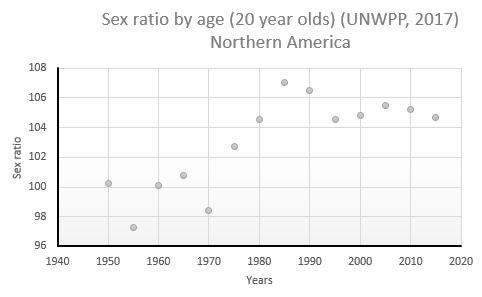 Sex ratio by age (20 year olds) (UNWPP, 2017)
Northern America
108
106
104
102
100
98
96
Sex ratio
1940 1950 1960 1970 1980 1990 2000 2010 2020
Years